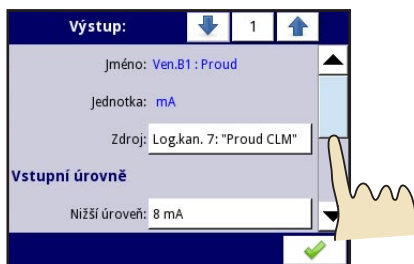 Výstup: 1
Jméno: Ven.B1 : Proud
Jednotka: mA
Zdroj: Log.kan. 7: "Proud CLM"
Vstupní úrovně
Nižší úroveň: 8 mA